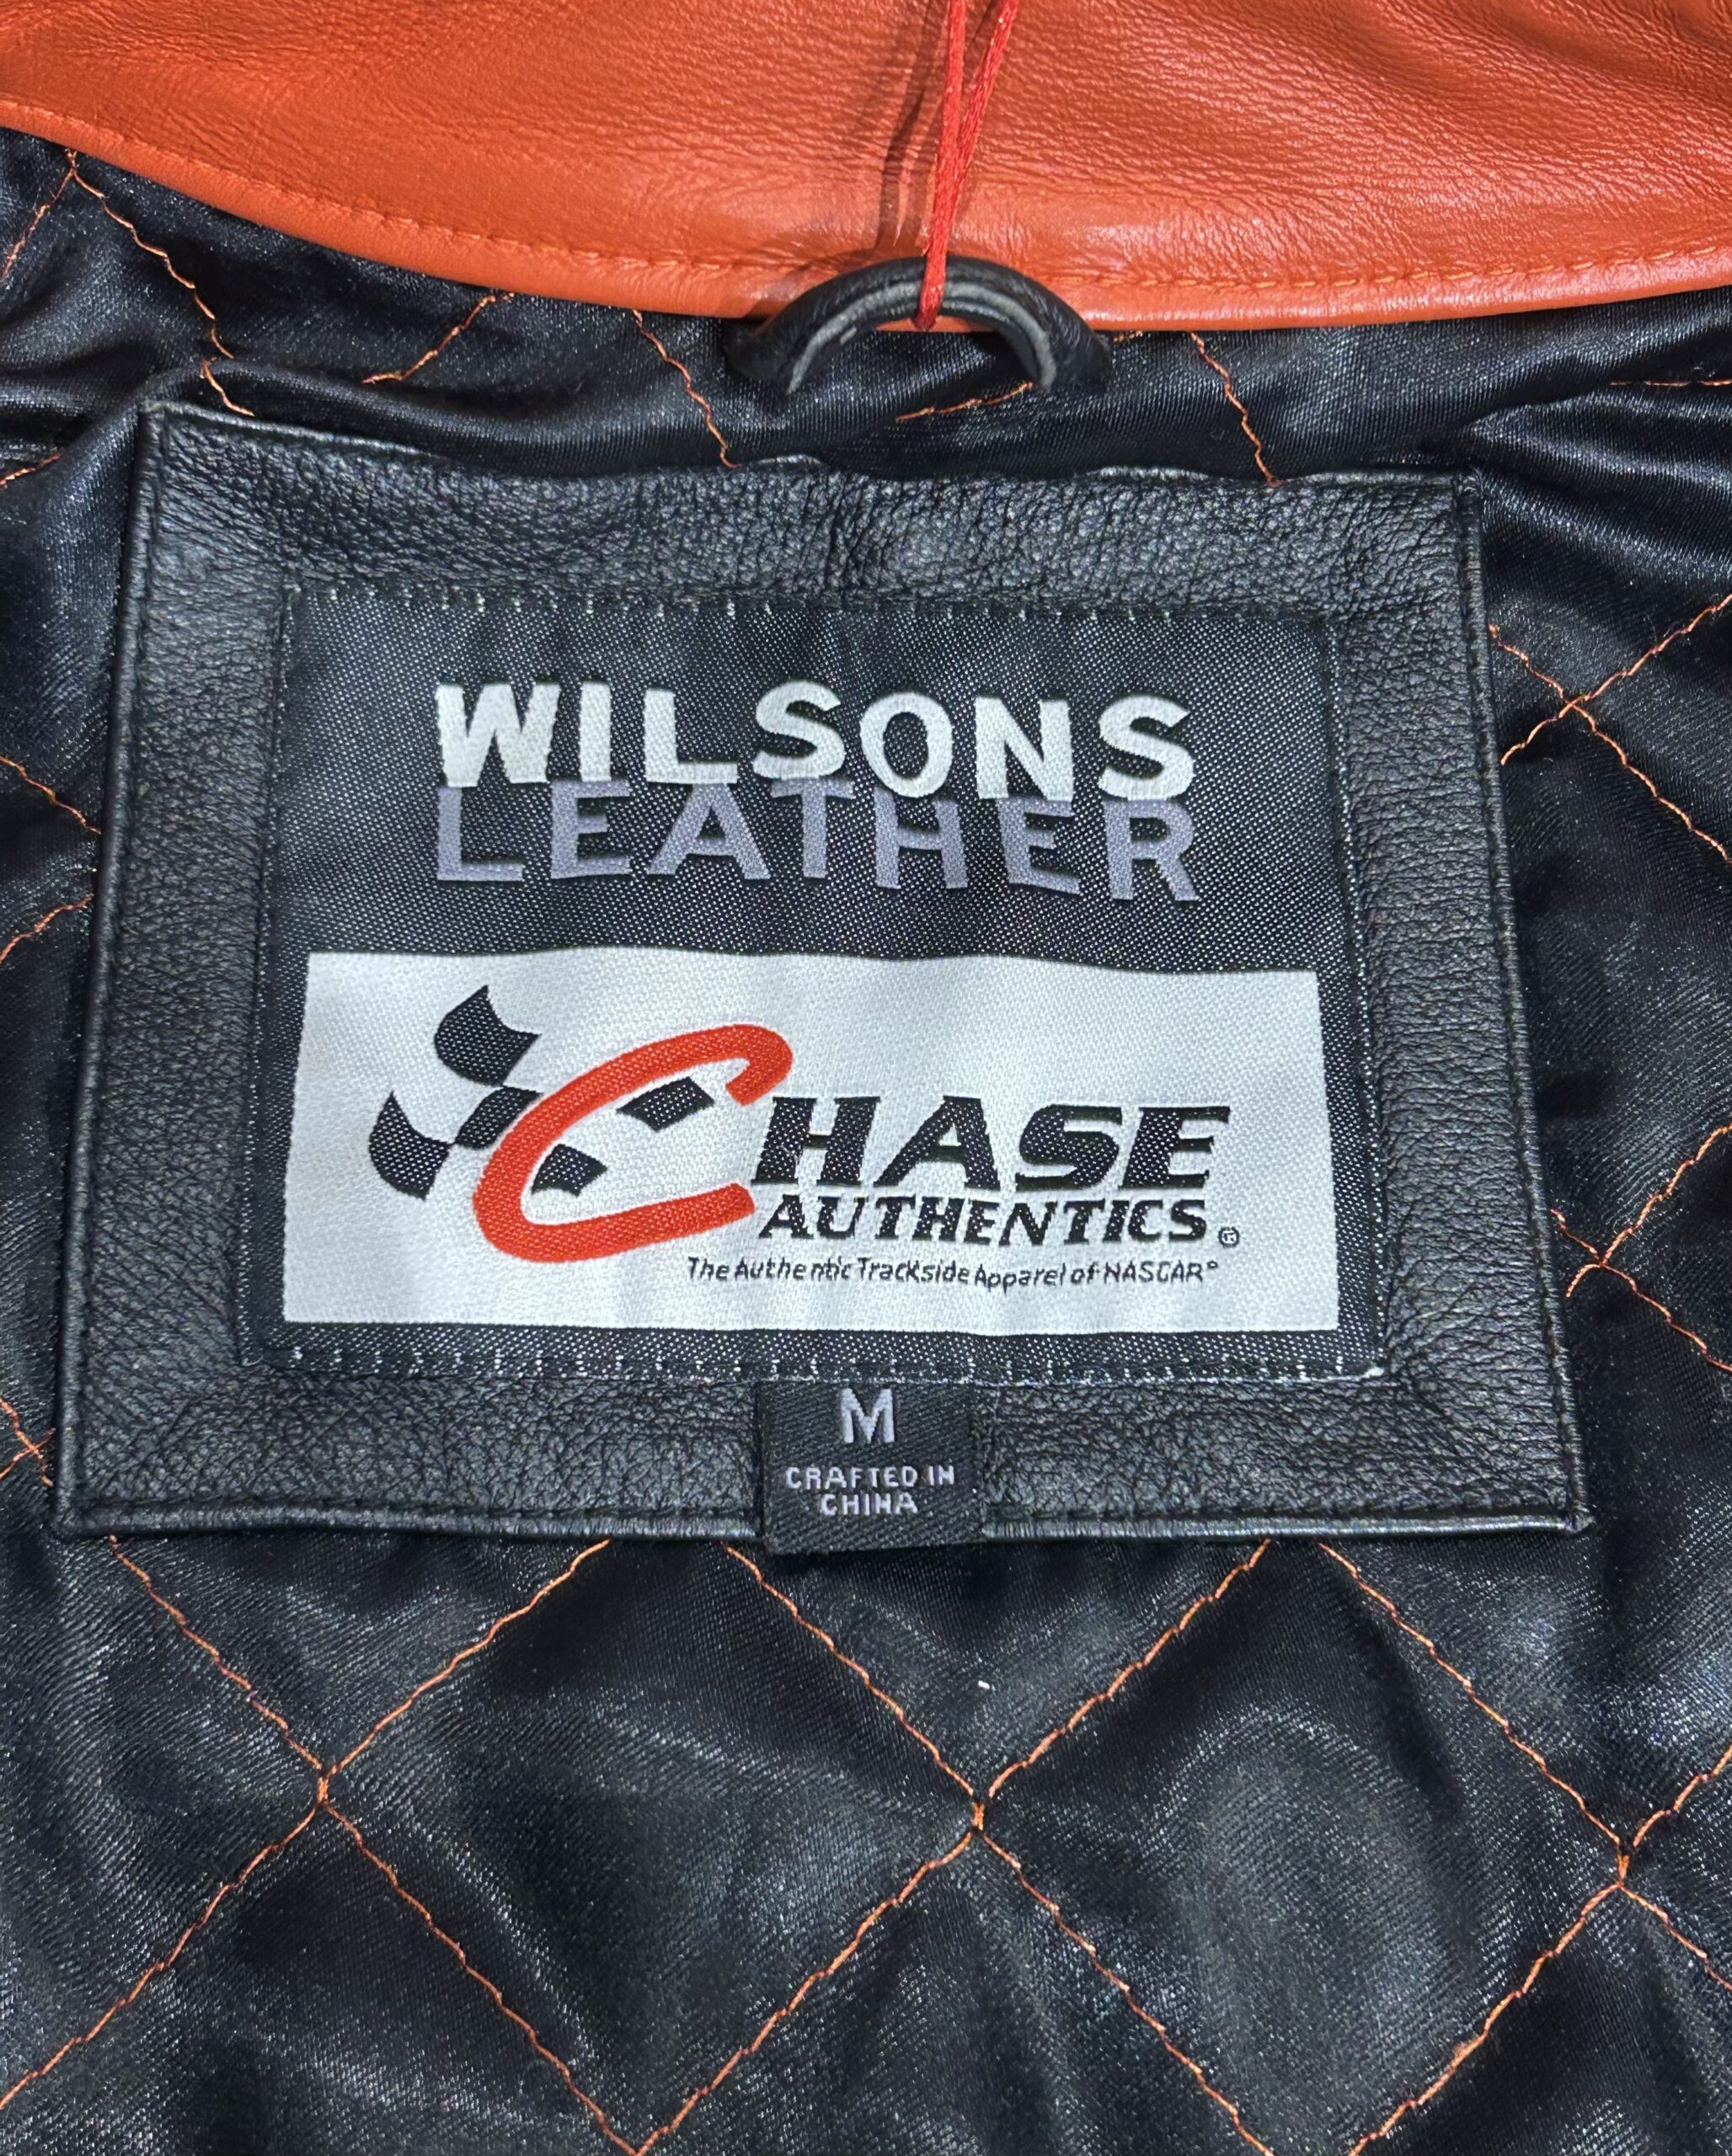 WILSONS
LEATHER
CHASE
AUTHENTICS®
The Authentic Trackside Apparel of NASCAR®
M
CRAFTED IN
CHINA